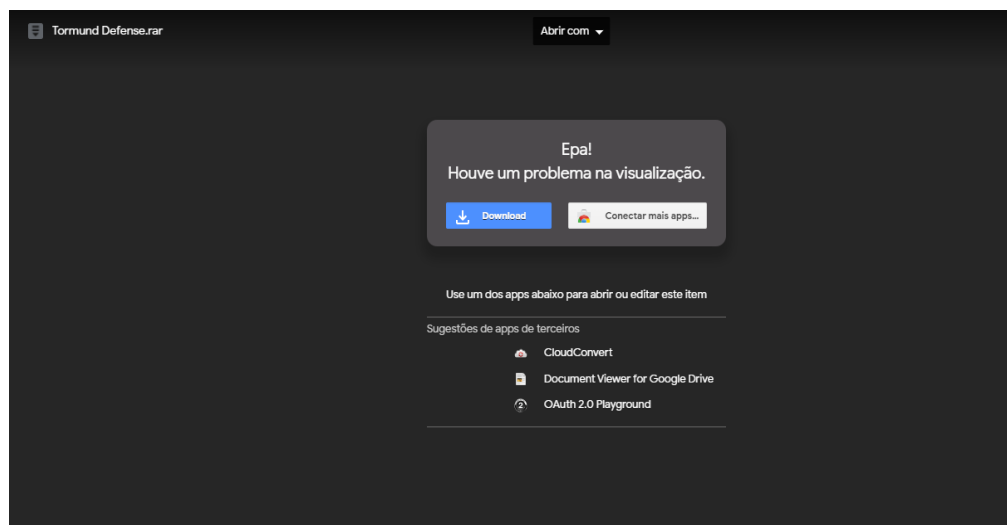 Tormund Defense.rar
Abrir com
Epa!
Houve um problema na visualização.
Download
Conectar mais apps...
Use um dos apps abaixo para abrir ou editar este item
Sugestões de apps de terceiros
CloudConvert
Document Viewer for Google Drive
2
OAuth 2.0 Playground